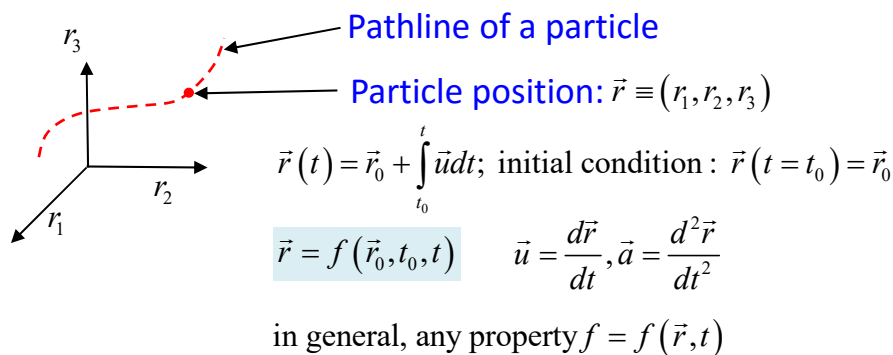 Pathline of a particle
r₃
Particle position: r⃗ ≡ (r₁, r₂, r₃)
r⃗(t) = r⃗₀ + ∫ₜ₀ᵗ u⃗dt; initial condition : r⃗(t = t₀) = r⃗₀
r₂
r₁
r⃗ = f(r⃗₀, t₀, t) u⃗ = dr⃗/dt, a⃗ = d²r⃗/dt²
in general, any property f = f(r⃗, t)